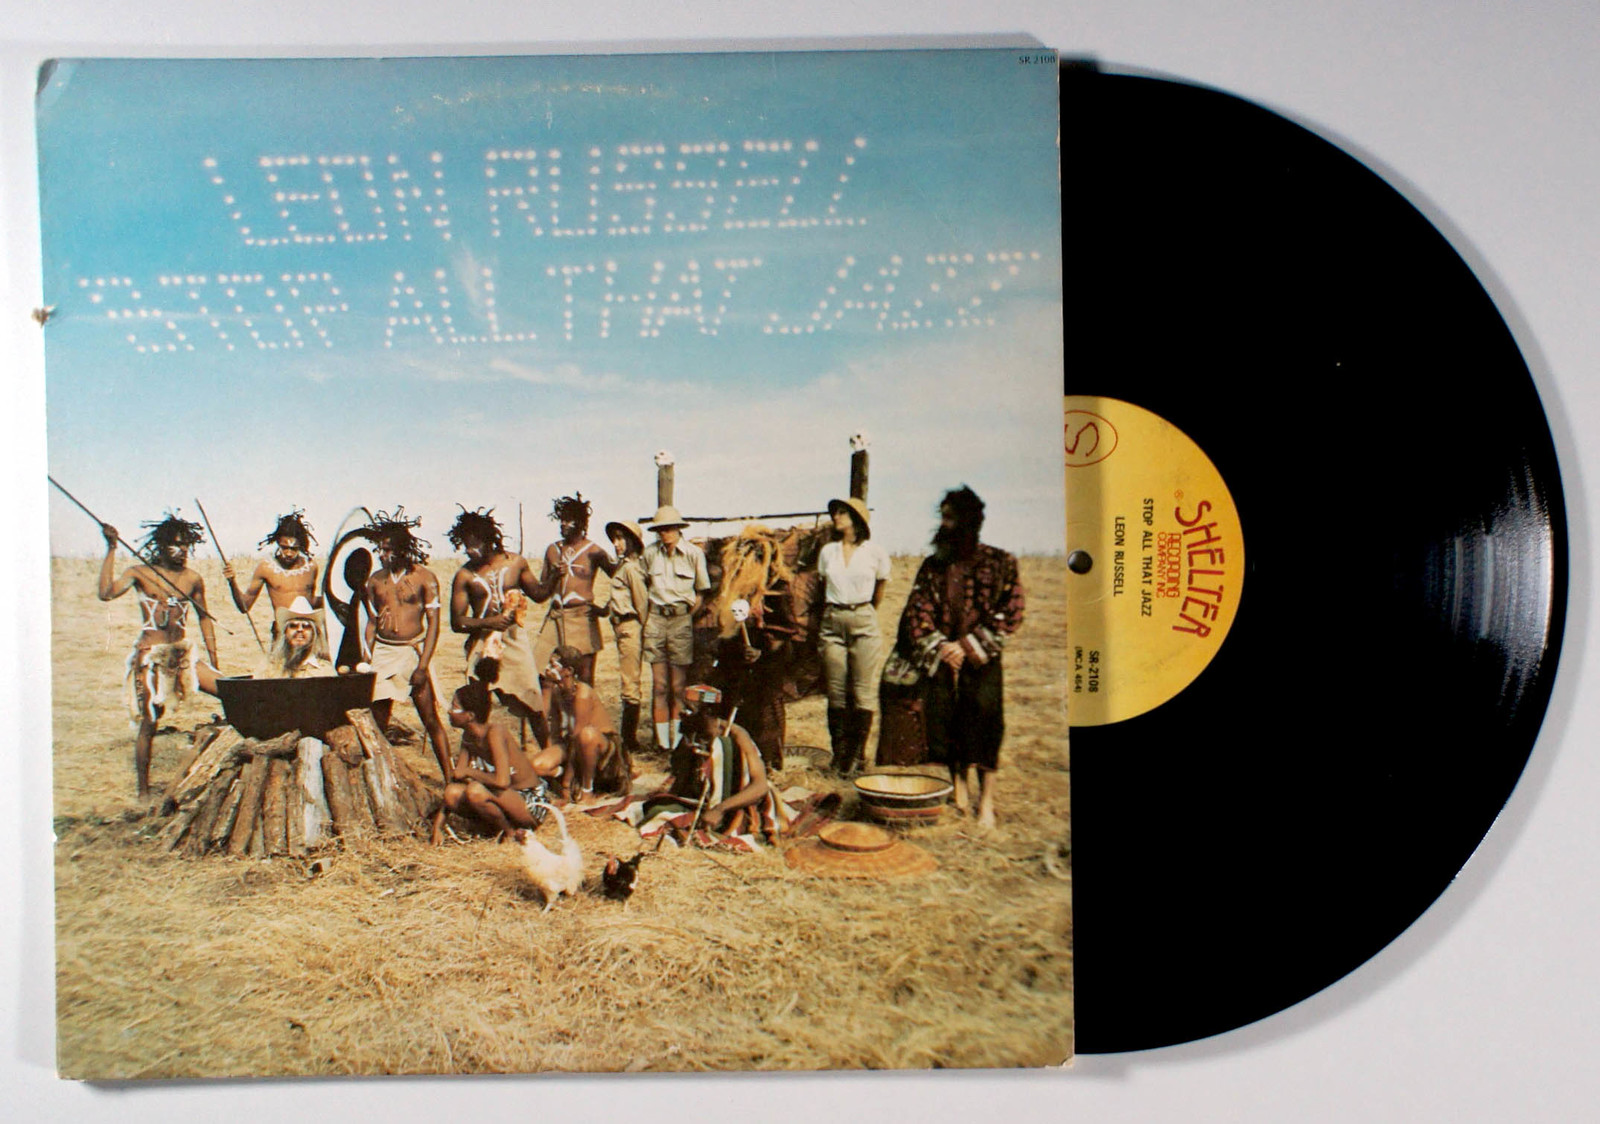 SR 2108
LEON RUSSELL
STOP ALL THAT JAZZ
S
SHELTER
®
RECORDING
COMPANY INC.
STOP ALL THAT JAZZ
LEON RUSSELL
SR-2108
(MCA 464)